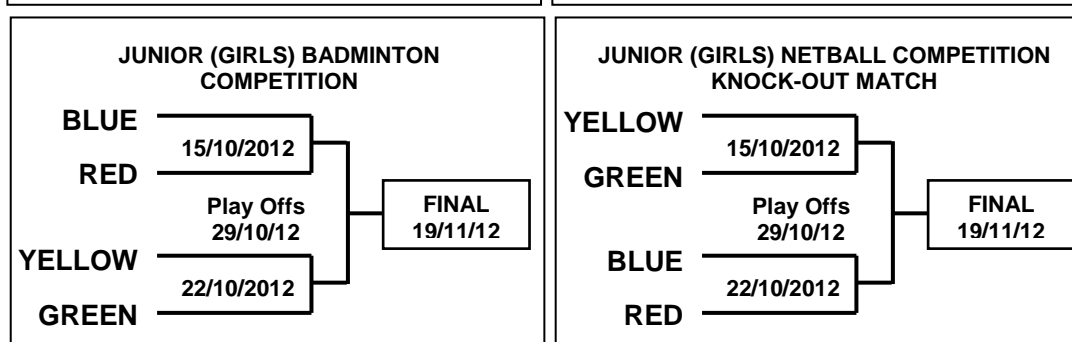 JUNIOR (GIRLS) BADMINTON
COMPETITION
BLUE
15/10/2012
RED
Play Offs
29/10/12
FINAL
19/11/12
YELLOW
22/10/2012
GREEN
JUNIOR (GIRLS) NETBALL COMPETITION
KNOCK-OUT MATCH
YELLOW
15/10/2012
GREEN
Play Offs
29/10/12
FINAL
19/11/12
BLUE
22/10/2012
RED